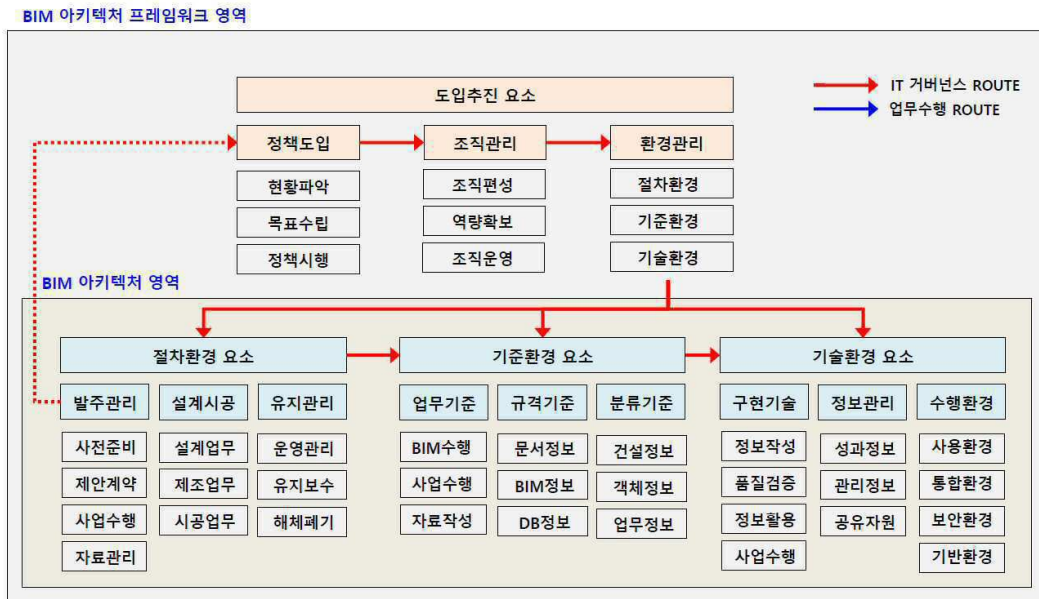 BIM 아키텍처 프레임워크 영역
IT 거버넌스 ROUTE
업무수행 ROUTE
도입추진 요소
정책도입 조직관리 환경관리
현황파악 조직편성 절차환경
목표수립 역량확보 기준환경
정책시행 조직운영 기술환경
BIM 아키텍처 영역
절차환경 요소 기준환경 요소 기술환경 요소
발주관리 설계시공 유지관리 업무기준 규격기준 분류기준 구현기술 정보관리 수행환경
사전준비 설계업무 운영관리 BIM수행 문서정보 건설정보 정보작성 성과정보 사용환경
제안계약 제조업무 유지보수 사업수행 BIM정보 객체정보 품질검증 관리정보 통합환경
사업수행 시공업무 해체폐기 자료작성 DB정보 업무정보 정보활용 공유자원 보안환경
자료관리 사업수행 기반환경